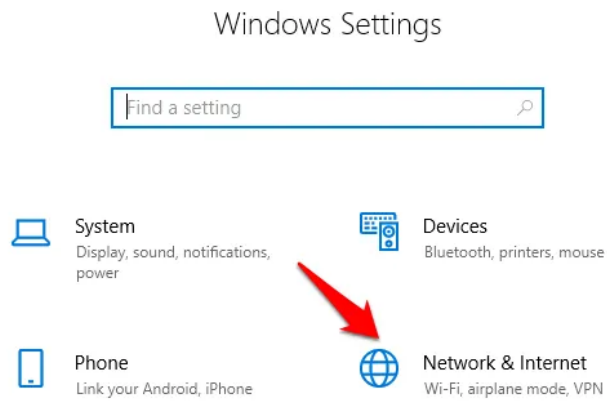 Windows Settings
Find a setting
System
Display, sound, notifications,
power
Devices
Bluetooth, printers, mouse
Phone
Link your Android, iPhone
Network & Internet
Wi-Fi, airplane mode, VPN